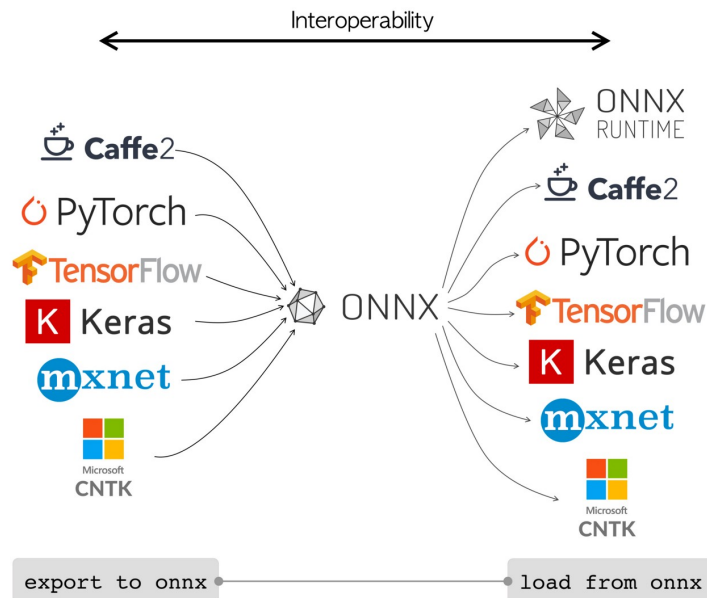 Interoperability
Caffe2
PyTorch
TensorFlow
K Keras
mxnet
Microsoft
CNTK
ONNX
ONNX
RUNTIME
Caffe2
PyTorch
TensorFlow
K Keras
mxnet
Microsoft
CNTK
export to onnx
load from onnx